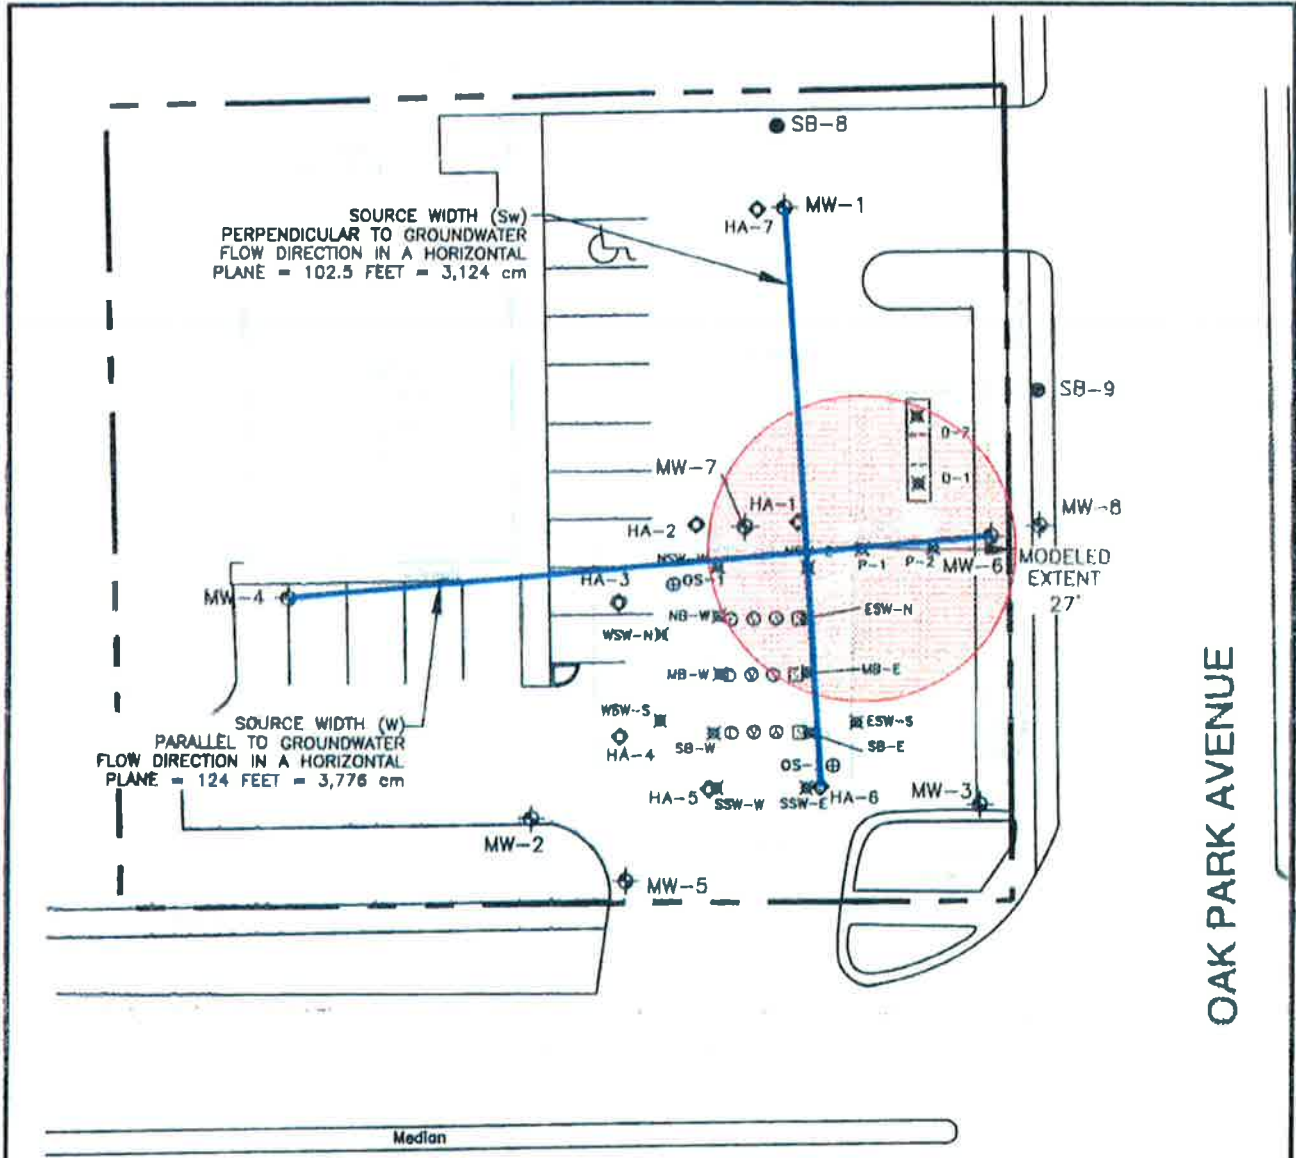 SB-8
MW-1
HA-7
SOURCE WIDTH (Sw)
PERPENDICULAR TO GROUNDWATER
FLOW DIRECTION IN A HORIZONTAL
PLANE = 102.5 FEET = 3,124 cm
SB-9
MW-7
HA-1
HA-2
D-1
MW-8
NSW-W
P-1
P-2
MW-6
MODELED
EXTENT
27'
HA-3
OS-1
MW-4
NB-W
ESW-N
WSW-N
MB-W
MB-E
WSW-S
ESW-S
SB-W
SB-E
HA-4
SOURCE WIDTH (W)
PARALLEL TO GROUNDWATER
FLOW DIRECTION IN A HORIZONTAL
PLANE = 124 FEET = 3,776 cm
HA-5
SSW-W
SSW-E
HA-6
MW-3
MW-2
MW-5
OAK PARK AVENUE
Median